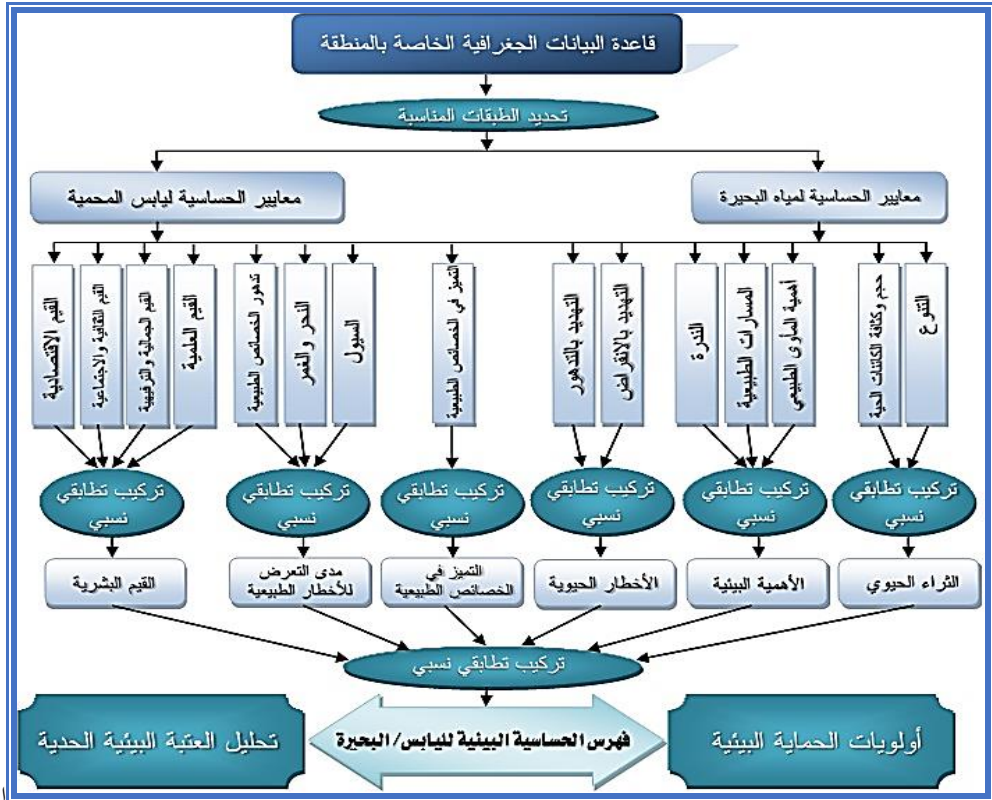 قاعدة البيانات الجغرافية الخاصة بالمنطقة
تحديد الطبقات المناسبة
معايير الحساسية لمياه البحيرة
معايير الحساسية ليابس المحمية
التنوع
حجم وكثافة الكائنات الحية
أهمية المأوى الطبيعي
المسارات الطبيعية
الندرة
التهديد بالانقراض
التهديد بالتدهور
التميز في الخصائص الطبيعية
السيول
النحر والغمر
تدهور الخصائص الطبيعية
القيم العلمية
القيم الجمالية والترفيهية
القيم الثقافية والاجتماعية
القيم الاقتصادية
تركيب تطابقي
نسبي
تركيب تطابقي
نسبي
تركيب تطابقي
نسبي
تركيب تطابقي
نسبي
تركيب تطابقي
نسبي
تركيب تطابقي
نسبي
الثراء الحيوي
الأهمية البيئية
الأخطار الحيوية
التميز في
الخصائص الطبيعية
مدى التعرض
للأخطار الطبيعية
القيم البشرية
تركيب تطابقي نسبي
أولويات الحماية البيئية
فهرس الحساسية البيئية لليابس/ البحيرة
تحليل العتبة البيئية الحدية